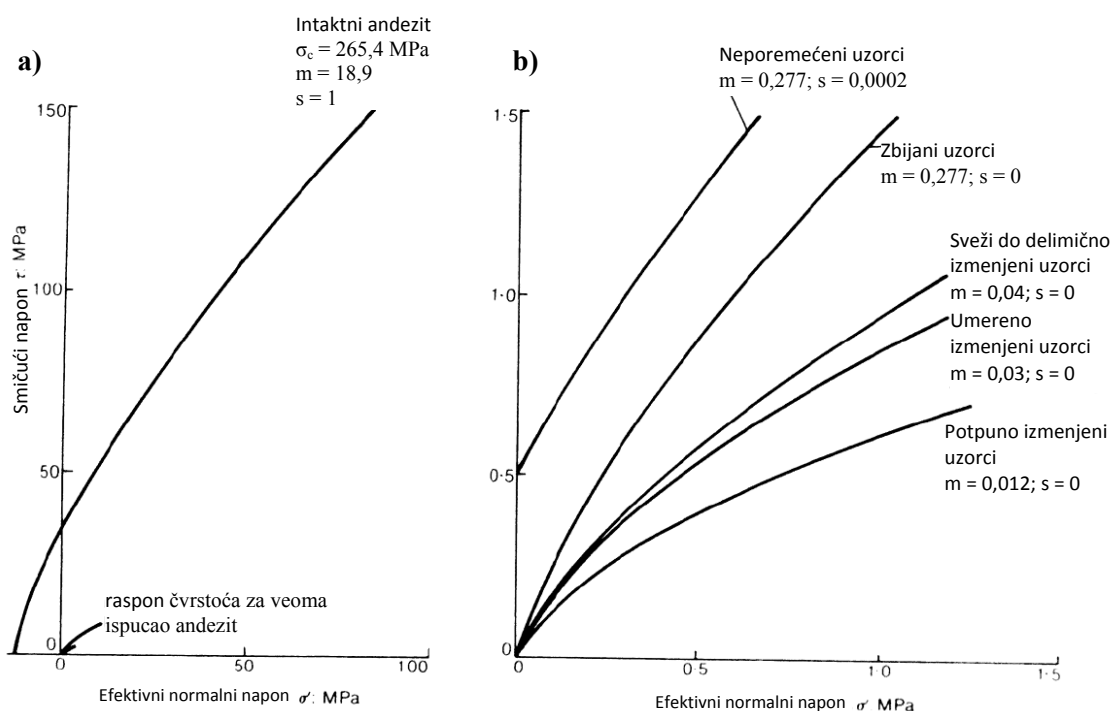 a)
Intaktni andezit
σc = 265,4 MPa
m = 18,9
s = 1
150
100
50
0
Smičući napon τ: MPa
raspon čvrstoća za veoma
ispucao andezit
0
50
100
Efektivni normalni napon σ': MPa
b)
Neporemećeni uzorci
m = 0,277; s = 0,0002
Zbijani uzorci
m = 0,277; s = 0
Sveži do delimično
izmenjeni uzorci
m = 0,04; s = 0
Umereno
izmenjeni uzorci
m = 0,03; s = 0
Potpuno izmenjeni
uzorci
m = 0,012; s = 0
1·5
1·0
0·5
0
0
0·5
1·0
1·5
Efektivni normalni napon σ' MPa